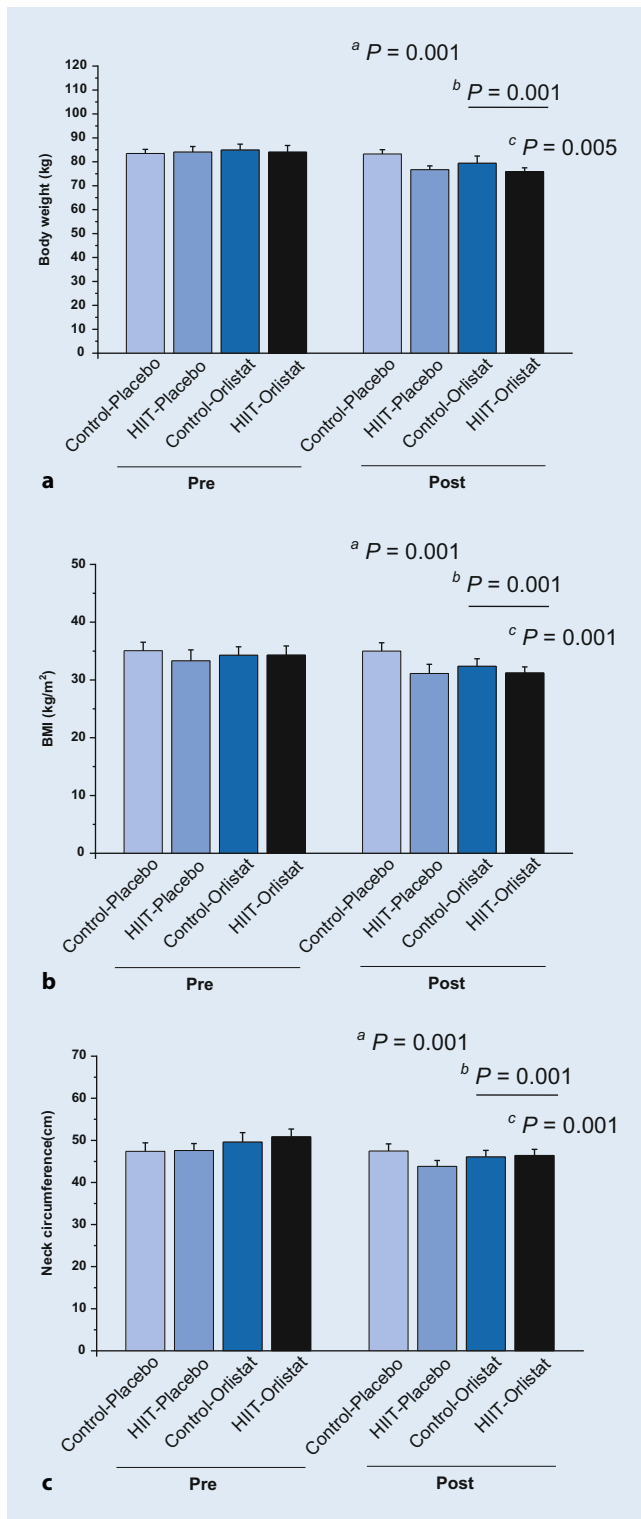 a P = 0.001
b P = 0.001
c P = 0.005
120
110
100
90
80
70
60
50
40
30
20
10
0
Body weight (kg)
Control-Placebo
HIIT-Placebo
Control-Orlistat
HIIT-Orlistat
Control-Placebo
HIIT-Placebo
Control-Orlistat
HIIT-Orlistat
Pre
Post
a
a P = 0.001
b P = 0.001
c P = 0.001
50
40
30
20
10
0
BMI (kg/m²)
Control-Placebo
HIIT-Placebo
Control-Orlistat
HIIT-Orlistat
Control-Placebo
HIIT-Placebo
Control-Orlistat
HIIT-Orlistat
Pre
Post
b
a P = 0.001
b P = 0.001
c P = 0.001
70
60
50
40
30
20
10
0
Neck circumference(cm)
Control-Placebo
HIIT-Placebo
Control-Orlistat
HIIT-Orlistat
Control-Placebo
HIIT-Placebo
Control-Orlistat
HIIT-Orlistat
Pre
Post
c